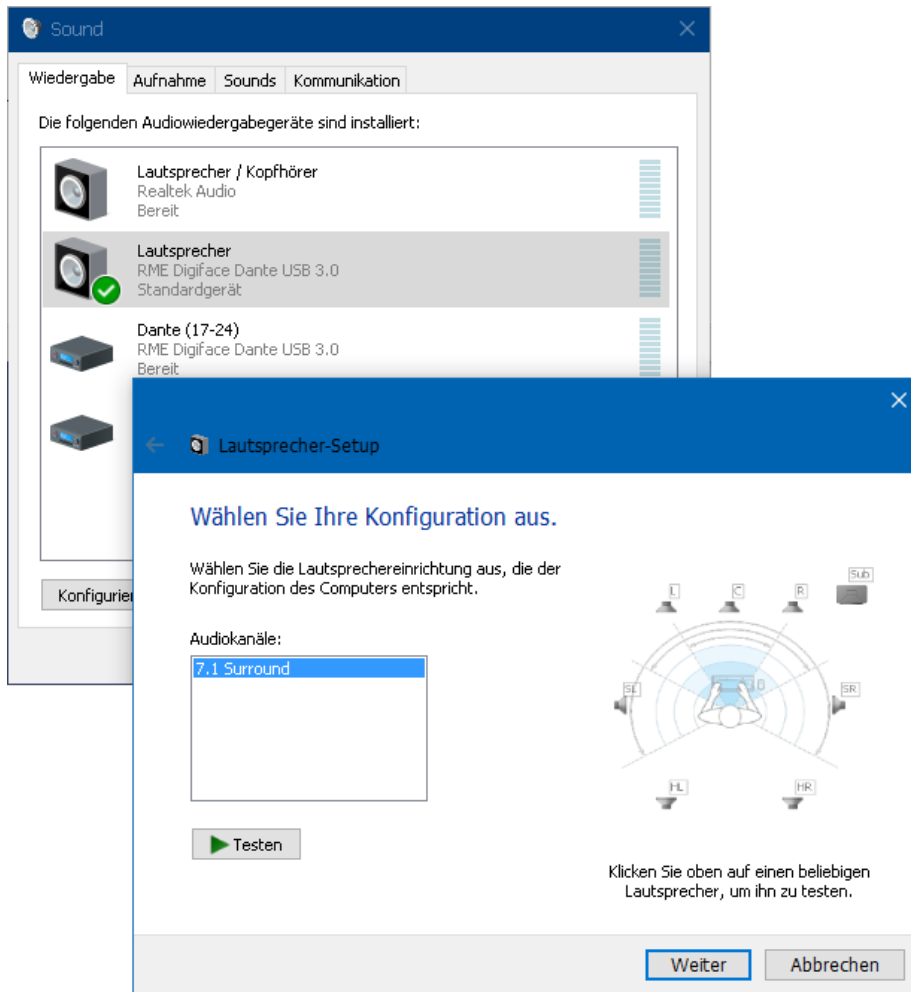 Sound
Wiedergabe Aufnahme Sounds Kommunikation
Die folgenden Audiowiedergabegeräte sind installiert:
Lautsprecher / Kopfhörer
Realtek Audio
Bereit
Lautsprecher
RME Digiface Dante USB 3.0
Standardgerät
Dante (17-24)
RME Digiface Dante USB 3.0
Bereit
Lautsprecher-Setup
Wählen Sie Ihre Konfiguration aus.
Wählen Sie die Lautsprechereinrichtung aus, die der
Konfiguration des Computers entspricht.
Audiokanäle:
7.1 Surround
Testen
Sub
L C R
SL SR
HL HR
Klicken Sie oben auf einen beliebigen
Lautsprecher, um ihn zu testen.
Weiter Abbrechen